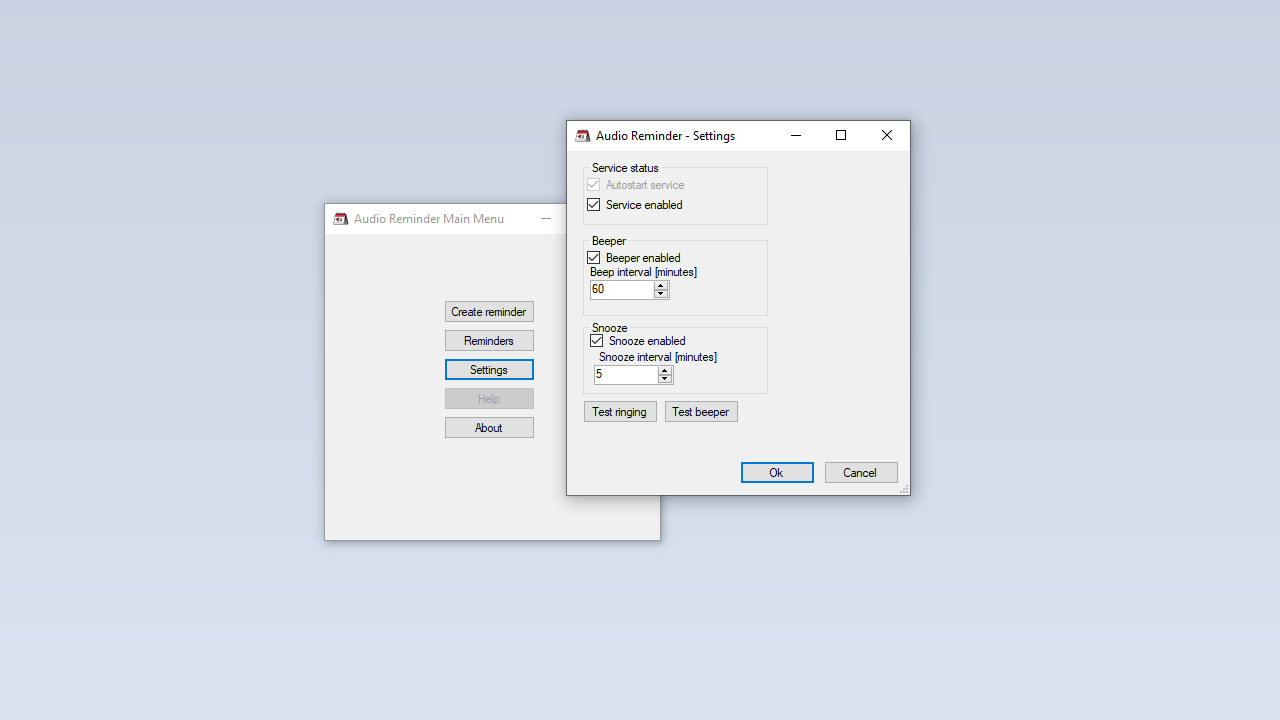 Audio Reminder - Settings
Service status
Autostart service
Service enabled
Audio Reminder Main Menu
Beeper
Beeper enabled
Beep interval [minutes]
60
Create reminder
Snooze
Reminders
Snooze enabled
Snooze interval [minutes]
Settings
5
Help
Test ringing
Test beeper
About
Ok
Cancel